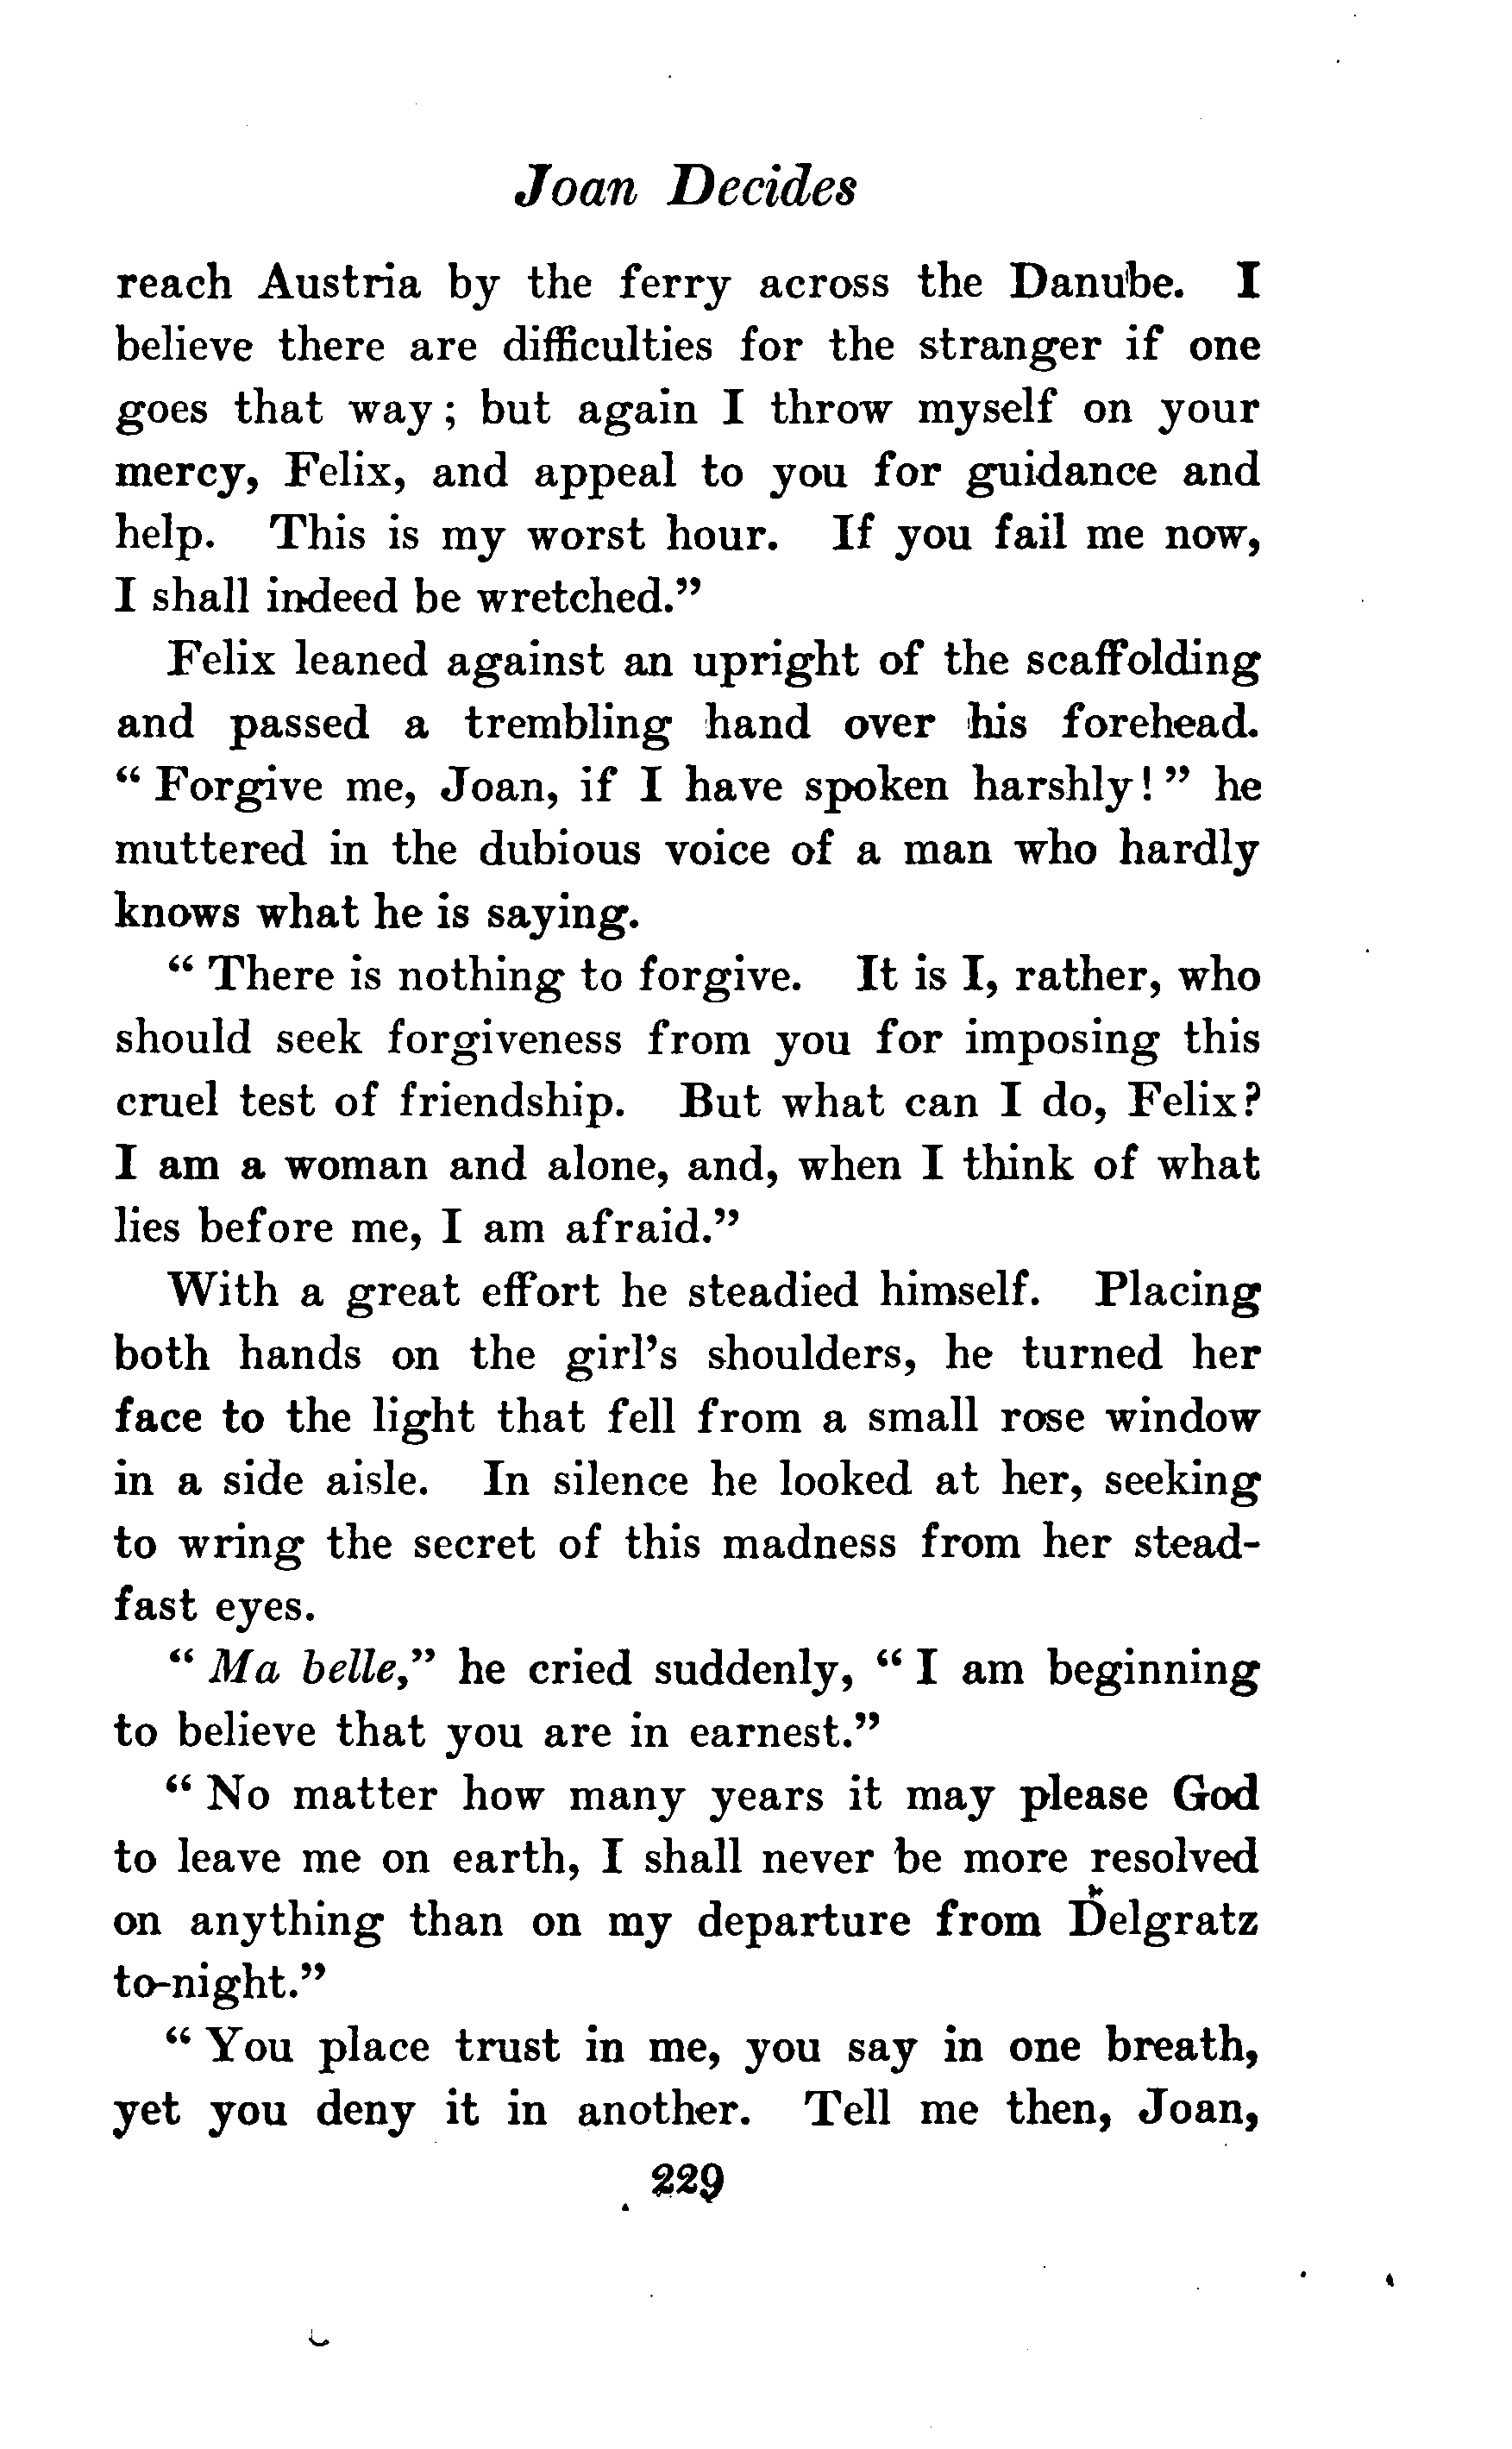 Joan Decides
reach Austria by the ferry across the Danube. I
believe there are difficulties for the stranger if one
goes that way; but again I throw myself on your
mercy, Felix, and appeal to you for guidance and
help. This is my worst hour. If you fail me now,
I shall indeed be wretched."
Felix leaned against an upright of the scaffolding
and passed a trembling hand over his forehead.
"Forgive me, Joan, if I have spoken harshly!" he
muttered in the dubious voice of a man who hardly
knows what he is saying.
"There is nothing to forgive. It is I, rather, who
should seek forgiveness from you for imposing this
cruel test of friendship. But what can I do, Felix?
I am a woman and alone, and, when I think of what
lies before me, I am afraid."
With a great effort he steadied himself. Placing
both hands on the girl's shoulders, he turned her
face to the light that fell from a small rose window
in a side aisle. In silence he looked at her, seeking
to wring the secret of this madness from her stead-
fast eyes.
"Ma belle," he cried suddenly, "I am beginning
to believe that you are in earnest."
"No matter how many years it may please God
to leave me on earth, I shall never be more resolved
on anything than on my departure from Delgratz
to-night."
"You place trust in me, you say in one breath,
yet you deny it in another. Tell me then, Joan,
229